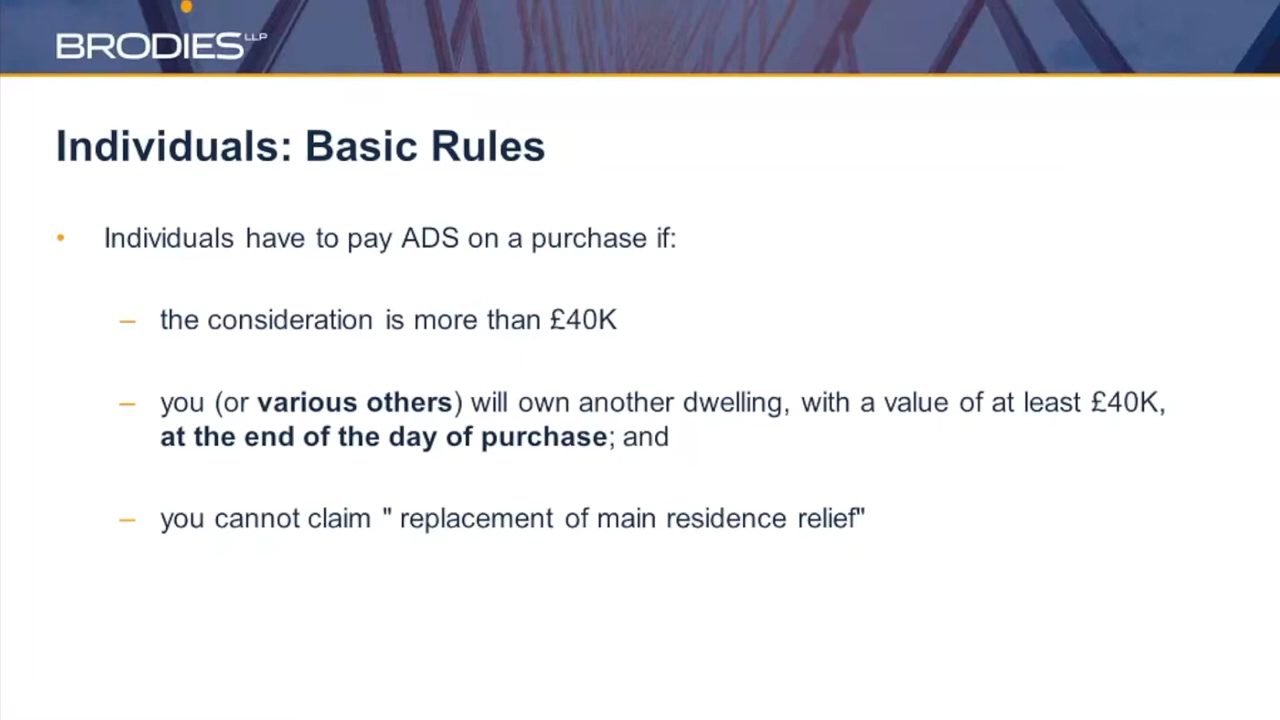 BRODIES LLP
Individuals: Basic Rules
• Individuals have to pay ADS on a purchase if:
– the consideration is more than £40K
– you (or various others) will own another dwelling, with a value of at least £40K,
at the end of the day of purchase; and
– you cannot claim " replacement of main residence relief"